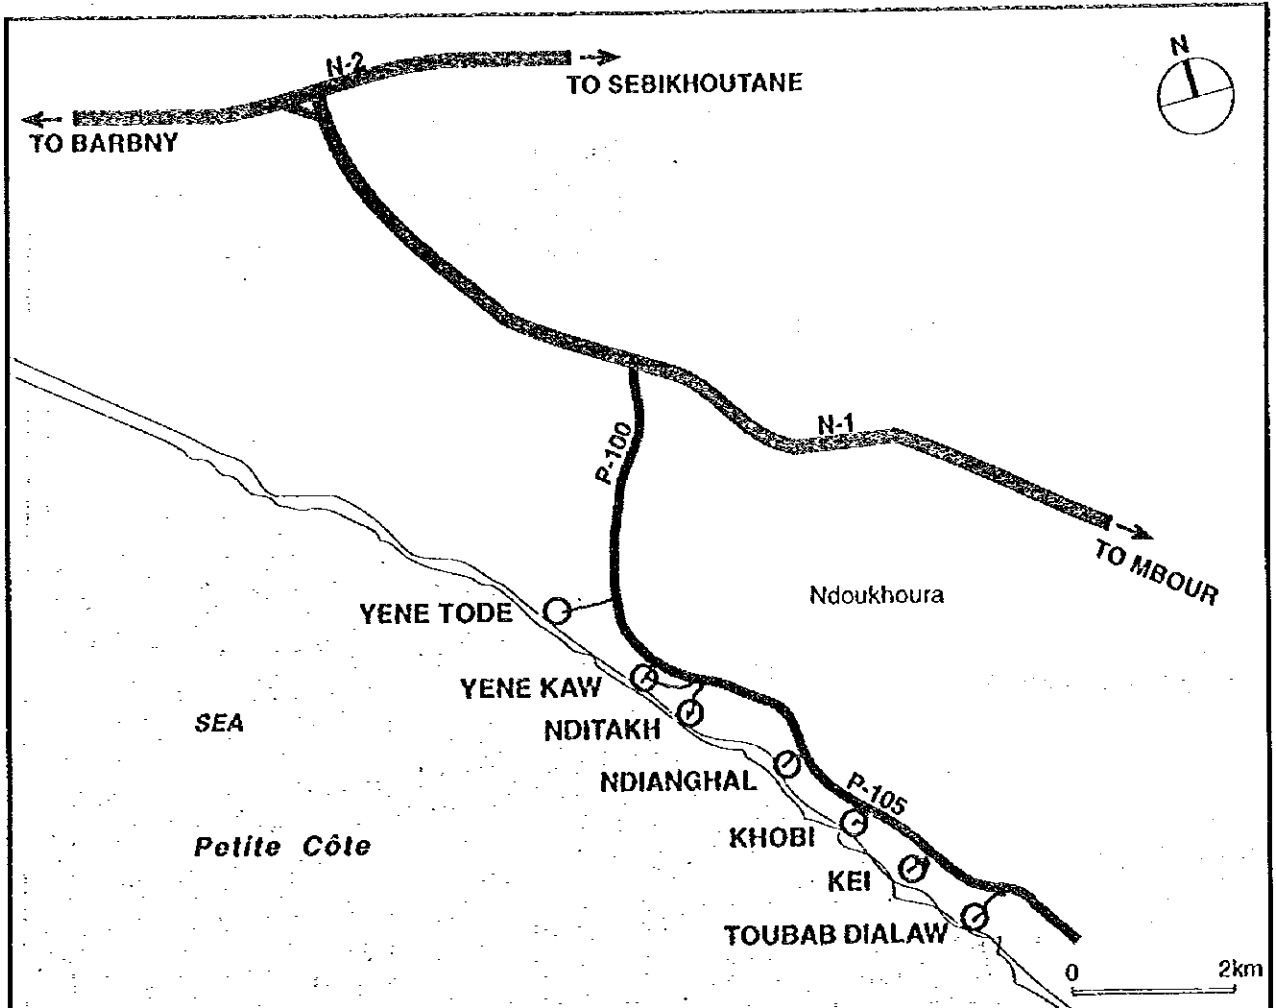 N
N-2
TO SEBIKHOUTANE
TO BARBNY
N-1
P-100
TO MBOUR
Ndoukhoura
YENE TODE
YENE KAW
SEA
NDITAKH
NDIANGHAL
P-105
Petite Côte
KHOBI
KEI
TOUBAB DIALAW
0 2km